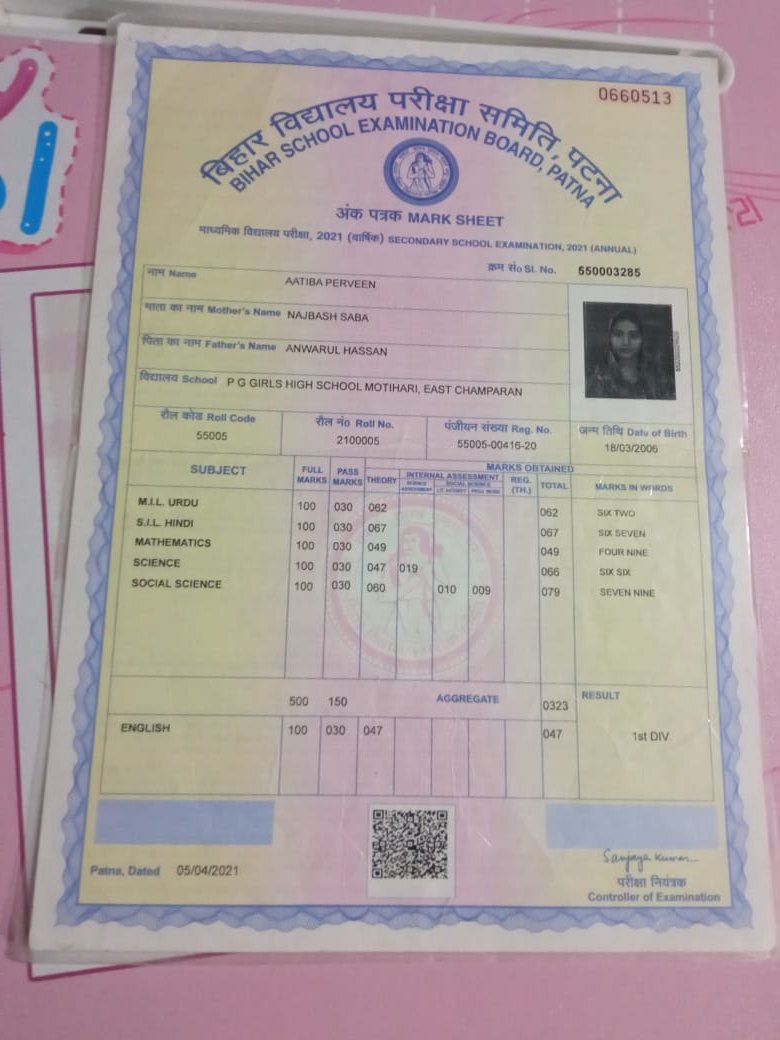 0660513
बिहार विद्यालय परीक्षा समिति, पटना
BIHAR SCHOOL EXAMINATION BOARD, PATNA
अंक पत्रक MARK SHEET
माध्यमिक विद्यालय परीक्षा, 2021 (वार्षिक) SECONDARY SCHOOL EXAMINATION, 2021 (ANNUAL)
क्रम सं० Sl. No. 550003285
नाम Name AATIBA PERVEEN
माता का नाम Mother's Name NAJBASH SABA
पिता का नाम Father's Name ANWARUL HASSAN
विद्यालय School P G GIRLS HIGH SCHOOL MOTIHARI, EAST CHAMPARAN
रौल कोड Roll Code रौल नं० Roll No. पंजीयन संख्या Reg. No. जन्म तिथि Date of Birth
55005 2100005 55005-00416-20 18/03/2006
SUBJECT FULL MARKS PASS MARKS THEORY INTERNAL ASSESSMENT REG. (TH.) TOTAL MARKS IN WORDS
MARKS OBTAINED
SCIENCE ASSESSMENT SOCIAL SCIENCE
M.I.L. URDU 100 030 062 062 SIX TWO
S.I.L. HINDI 100 030 067 067 SIX SEVEN
MATHEMATICS 100 030 049 049 FOUR NINE
SCIENCE 100 030 047 019 066 SIX SIX
SOCIAL SCIENCE 100 030 060 010 009 079 SEVEN NINE
500 150 AGGREGATE 0323 RESULT
ENGLISH 100 030 047 047 1st DIV
Patna, Dated 05/04/2021
Sanjaya Kumar
परीक्षा नियंत्रक
Controller of Examination